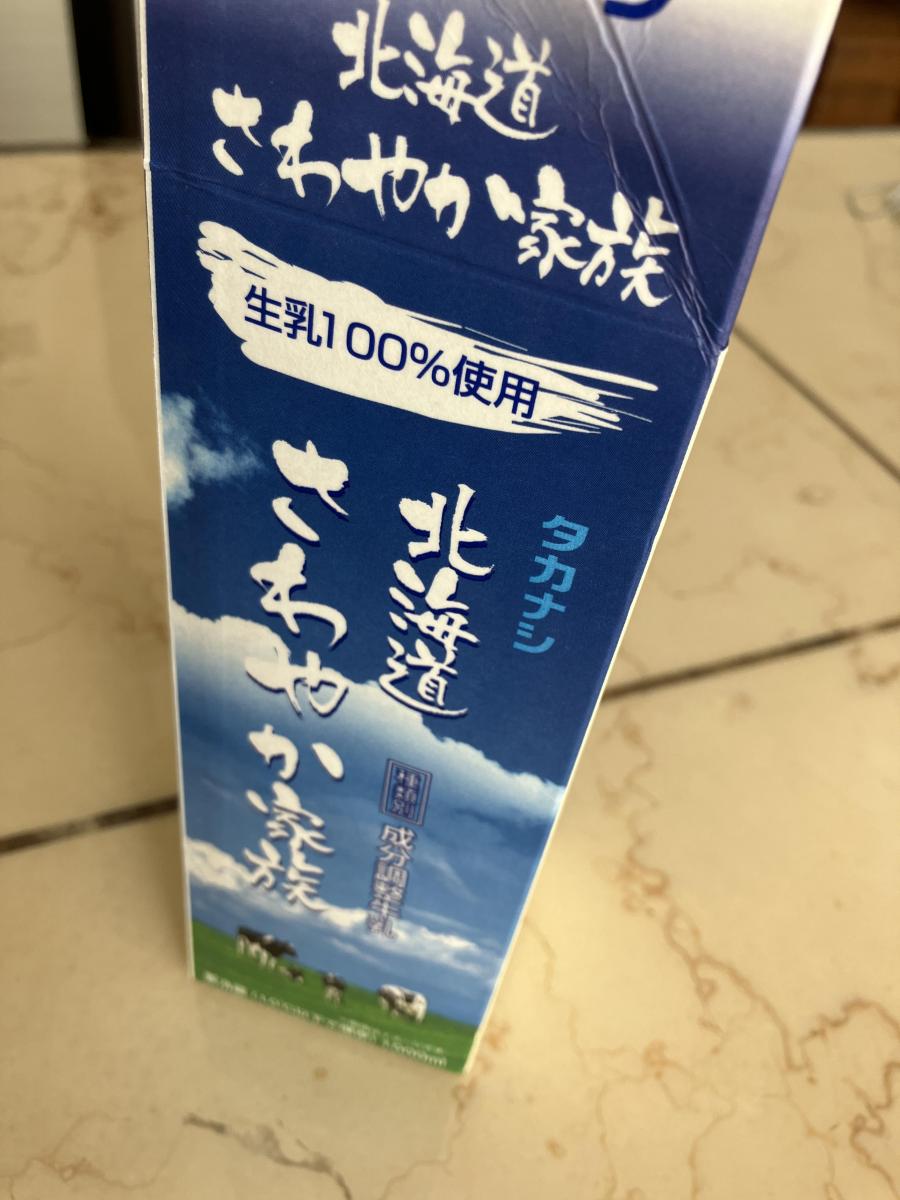 北海道
さわやか家族
生乳100%使用
タカナシ
北海道
さわやか家族
種類別
成分調整牛乳